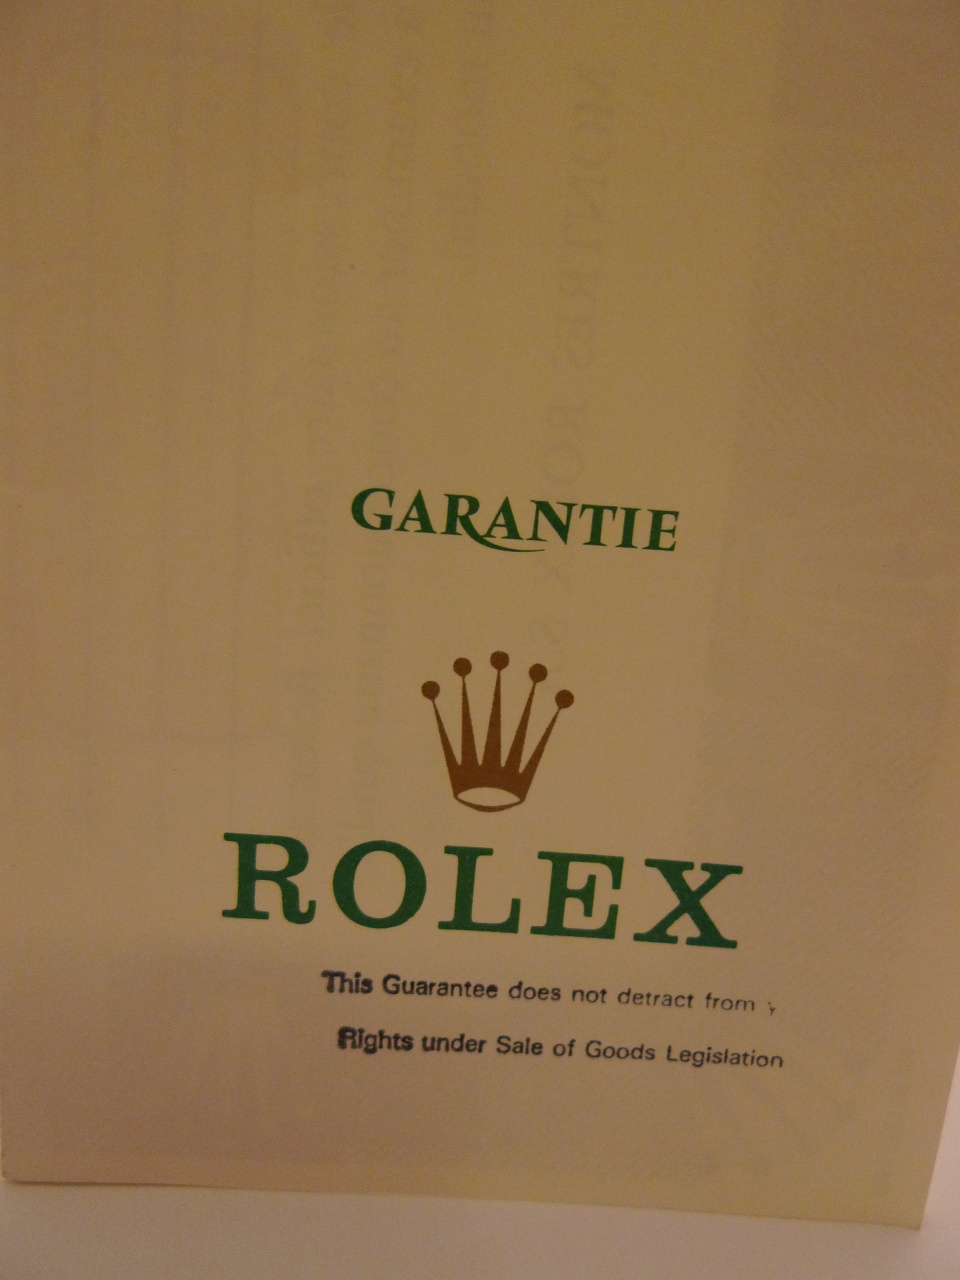 GARANTIE
ROLEX
This Guarantee does not detract from
Rights under Sale of Goods Legislation